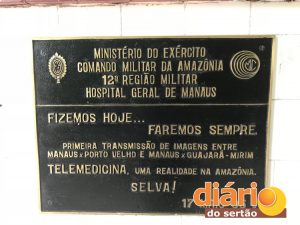 MINISTÉRIO DO EXÉRCITO
COMANDO MILITAR DA AMAZÔNIA
12ª REGIÃO MILITAR
HOSPITAL GERAL DE MANAUS
FIZEMOS HOJE...
FAREMOS SEMPRE.
PRIMEIRA TRANSMISSÃO DE IMAGENS ENTRE
MANAUS x PORTO VELHO E MANAUS x GUAJARÁ-MIRIM
TELEMEDICINA, UMA REALIDADE NA AMAZÔNIA.
SELVA!
17
diário
do sertão